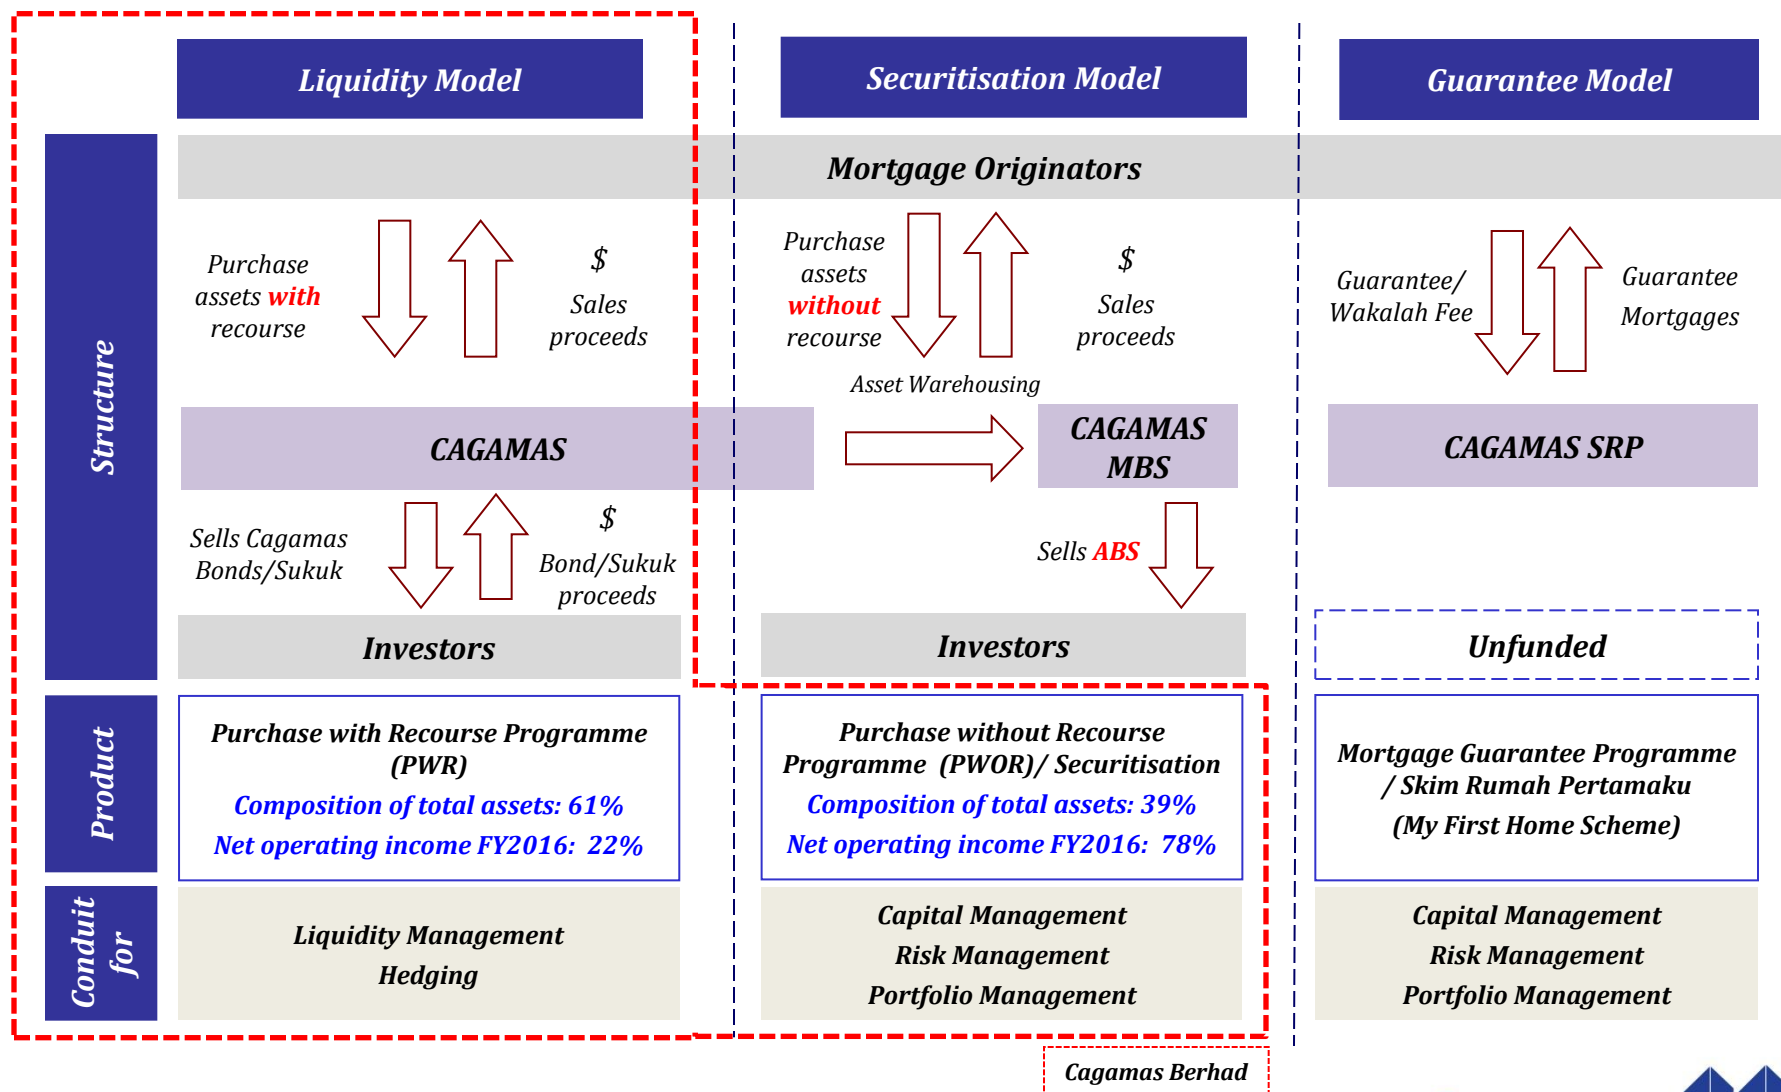 Liquidity Model
Securitisation Model
Guarantee Model
Structure
Mortgage Originators
Purchase
assets with
recourse
$
Sales
proceeds
Purchase
assets
without
recourse
$
Sales
proceeds
Guarantee/
Wakalah Fee
Guarantee
Mortgages
Asset Warehousing
CAGAMAS
CAGAMAS
MBS
CAGAMAS SRP
Sells Cagamas
Bonds/Sukuk
$
Bond/Sukuk
proceeds
Sells ABS
Investors
Investors
Unfunded
Product
Purchase with Recourse Programme
(PWR)
Composition of total assets: 61%
Net operating income FY2016: 22%
Purchase without Recourse
Programme (PWOR)/ Securitisation
Composition of total assets: 39%
Net operating income FY2016: 78%
Mortgage Guarantee Programme
/ Skim Rumah Pertamaku
(My First Home Scheme)
Conduit
for
Liquidity Management
Hedging
Capital Management
Risk Management
Portfolio Management
Capital Management
Risk Management
Portfolio Management
Cagamas Berhad